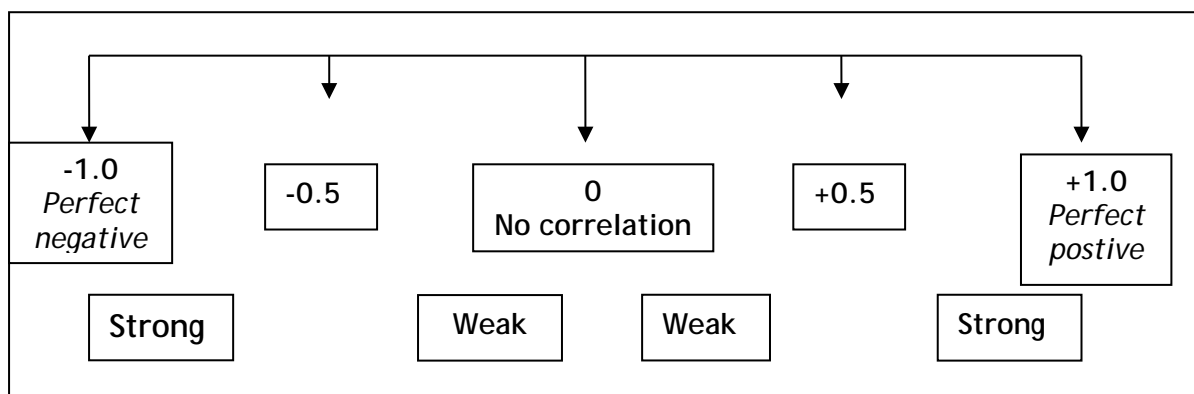 -1.0
Perfect
negative
-0.5
0
No correlation
+0.5
+1.0
Perfect
postive
Strong
Weak
Weak
Strong